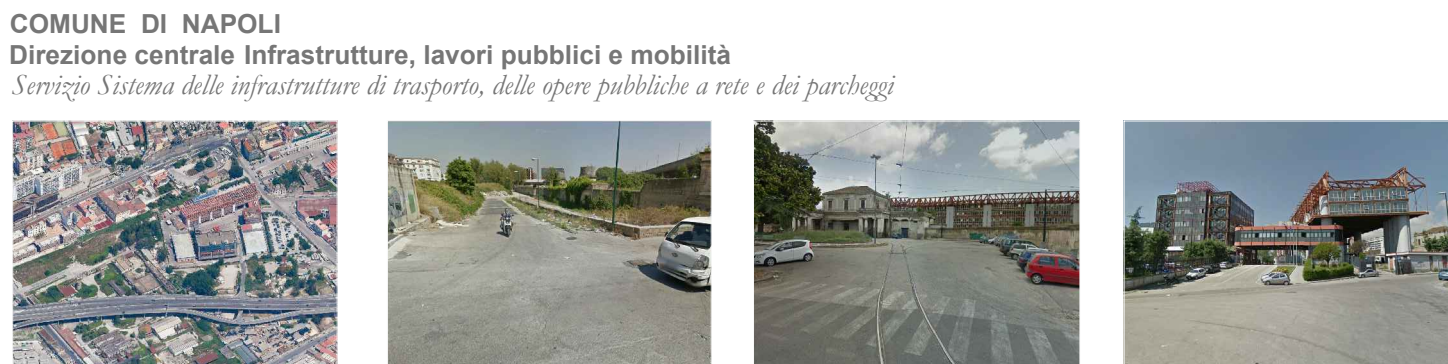 COMUNE DI NAPOLI
Direzione centrale Infrastrutture, lavori pubblici e mobilità
Servizio Sistema delle infrastrutture di trasporto, delle opere pubbliche a rete e dei parcheggi